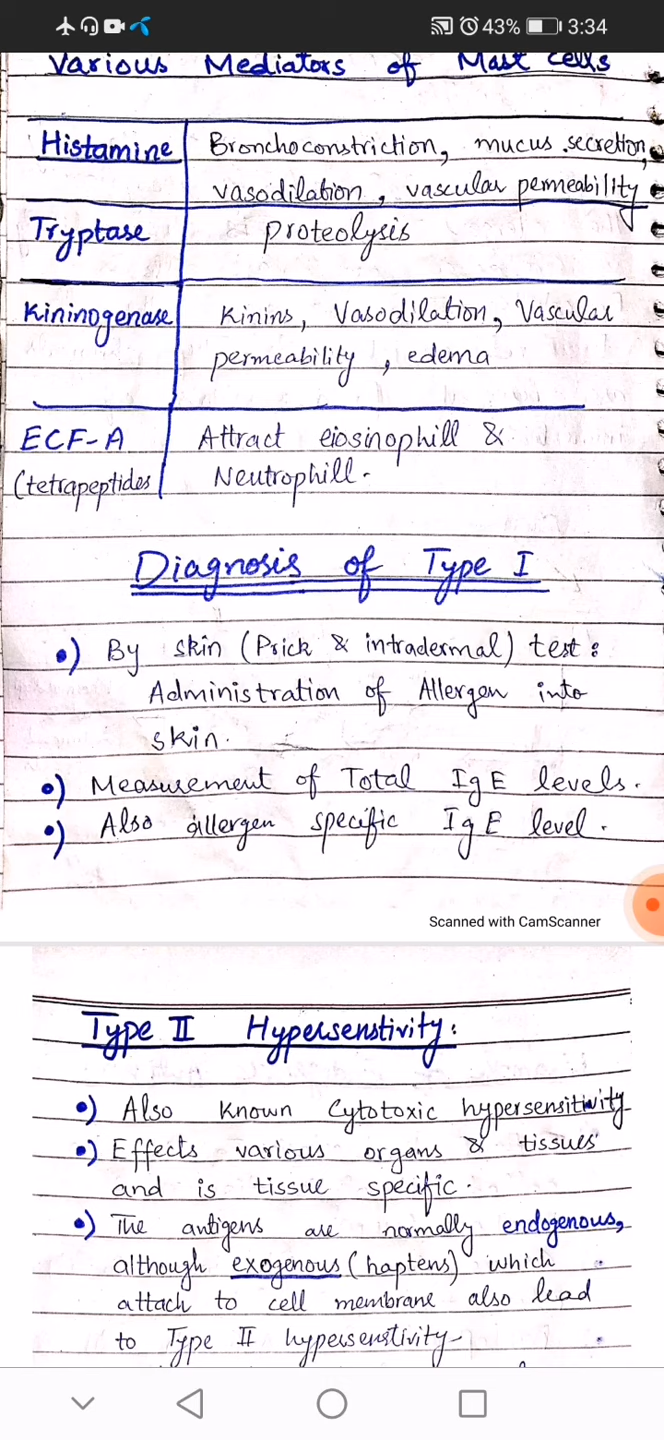 43% 3:34
Various Mediators of Mast cells
Histamine Bronchoconstriction, mucus secretion,
vasodilation, vascular permeability
Tryptase Proteolysis
Kininogenase Kinins, Vasodilation, Vascular
permeability, edema
ECF-A Attract eiosinophill &
(tetrapeptides Neutrophill.
Diagnosis of Type I
•) By skin (Prick & intradermal) test:
Administration of Allergen into
skin.
•) Measurement of Total IgE levels.
•) Also allergen specific IgE level.
Scanned with CamScanner
Type II Hypersenstivity:
•) Also Known Cytotoxic hypersensitivity
•) Effects various organs & tissues
and is tissue specific.
•) The antigens are normally endogenous,
although exogenous (haptens) which
attach to cell membrane also lead
to Type II hypersenstivity-